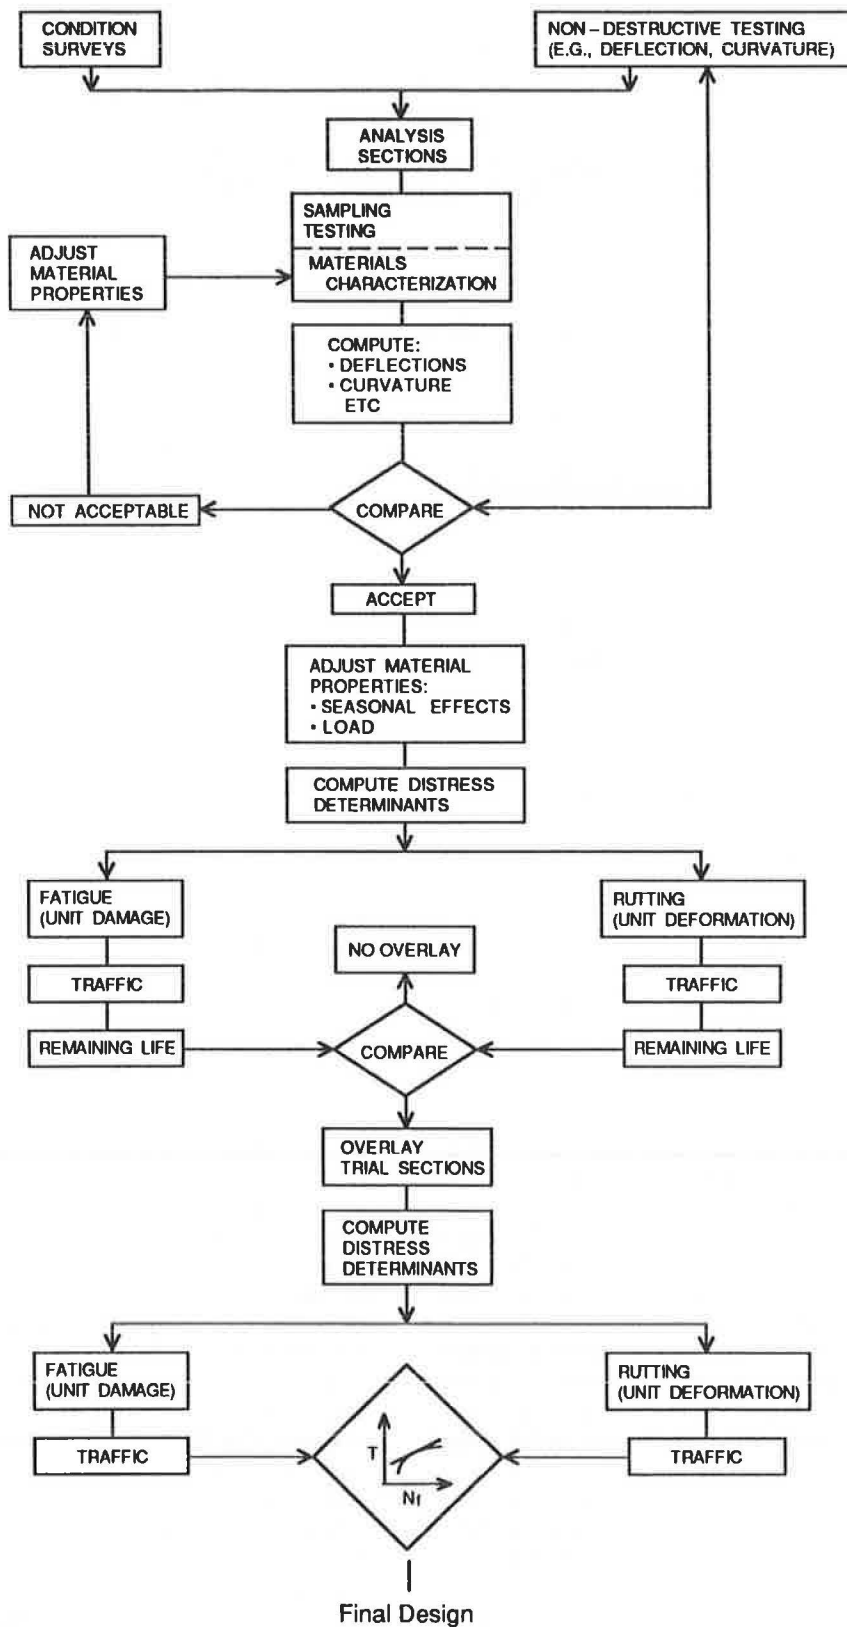 CONDITION
SURVEYS
NON-DESTRUCTIVE TESTING
(E.G., DEFLECTION, CURVATURE)
ANALYSIS
SECTIONS
SAMPLING
TESTING
MATERIALS
CHARACTERIZATION
ADJUST
MATERIAL
PROPERTIES
COMPUTE:
• DEFLECTIONS
• CURVATURE
ETC
NOT ACCEPTABLE
COMPARE
ACCEPT
ADJUST MATERIAL
PROPERTIES:
• SEASONAL EFFECTS
• LOAD
COMPUTE DISTRESS
DETERMINANTS
FATIGUE
(UNIT DAMAGE)
RUTTING
(UNIT DEFORMATION)
NO OVERLAY
TRAFFIC
TRAFFIC
REMAINING LIFE
COMPARE
REMAINING LIFE
OVERLAY
TRIAL SECTIONS
COMPUTE
DISTRESS
DETERMINANTS
FATIGUE
(UNIT DAMAGE)
RUTTING
(UNIT DEFORMATION)
TRAFFIC
T
Nf
TRAFFIC
Final Design